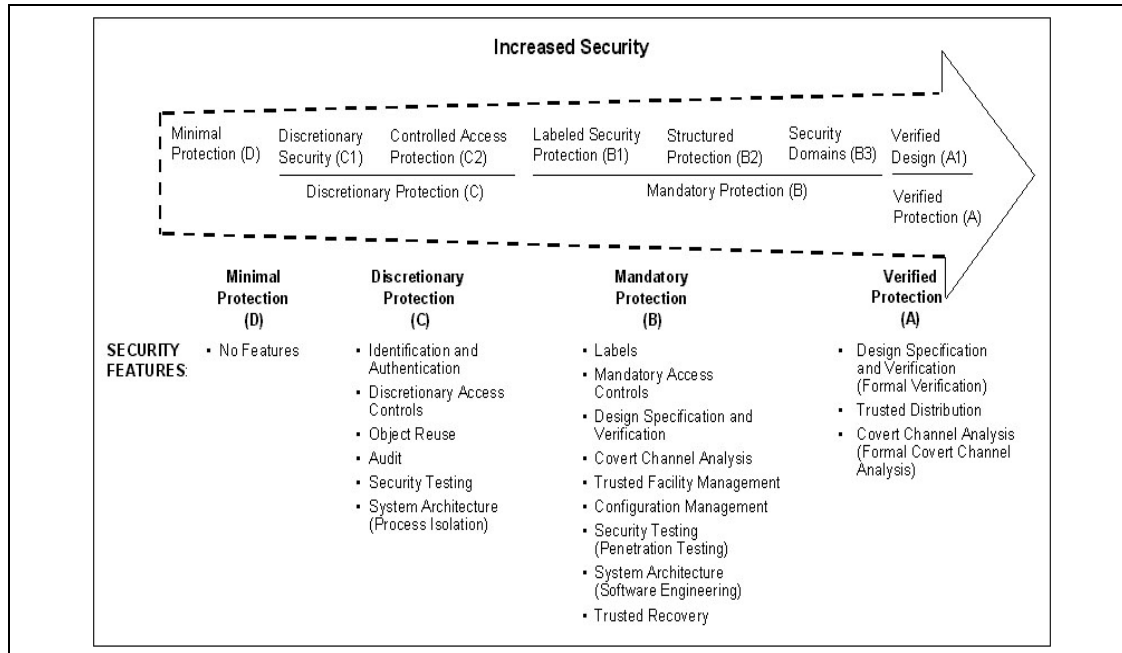 Increased Security
Minimal
Protection (D)
Discretionary
Security (C1)
Controlled Access
Protection (C2)
Discretionary Protection (C)
Labeled Security
Protection (B1)
Structured
Protection (B2)
Security
Domains (B3)
Mandatory Protection (B)
Verified
Design (A1)
Verified
Protection (A)
Minimal
Protection
(D)
Discretionary
Protection
(C)
Mandatory
Protection
(B)
Verified
Protection
(A)
SECURITY
FEATURES:
▪ No Features
▪ Identification and
Authentication
▪ Discretionary Access
Controls
▪ Object Reuse
▪ Audit
▪ Security Testing
▪ System Architecture
(Process Isolation)
▪ Labels
▪ Mandatory Access
Controls
▪ Design Specification and
Verification
▪ Covert Channel Analysis
▪ Trusted Facility Management
▪ Configuration Management
▪ Security Testing
(Penetration Testing)
▪ System Architecture
(Software Engineering)
▪ Trusted Recovery
▪ Design Specification
and Verification
(Formal Verification)
▪ Trusted Distribution
▪ Covert Channel Analysis
(Formal Covert Channel
Analysis)